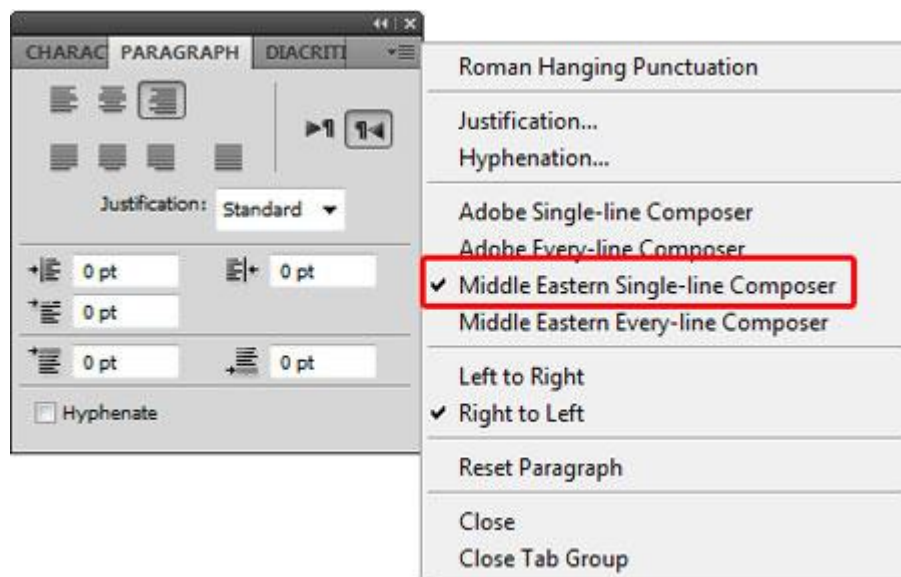 CHARAC PARAGRAPH DIACRITI
Justification: Standard
0 pt 0 pt
0 pt
0 pt 0 pt
Hyphenate
Roman Hanging Punctuation
Justification...
Hyphenation...
Adobe Single-line Composer
Adobe Every-line Composer
Middle Eastern Single-line Composer
Middle Eastern Every-line Composer
Left to Right
Right to Left
Reset Paragraph
Close
Close Tab Group